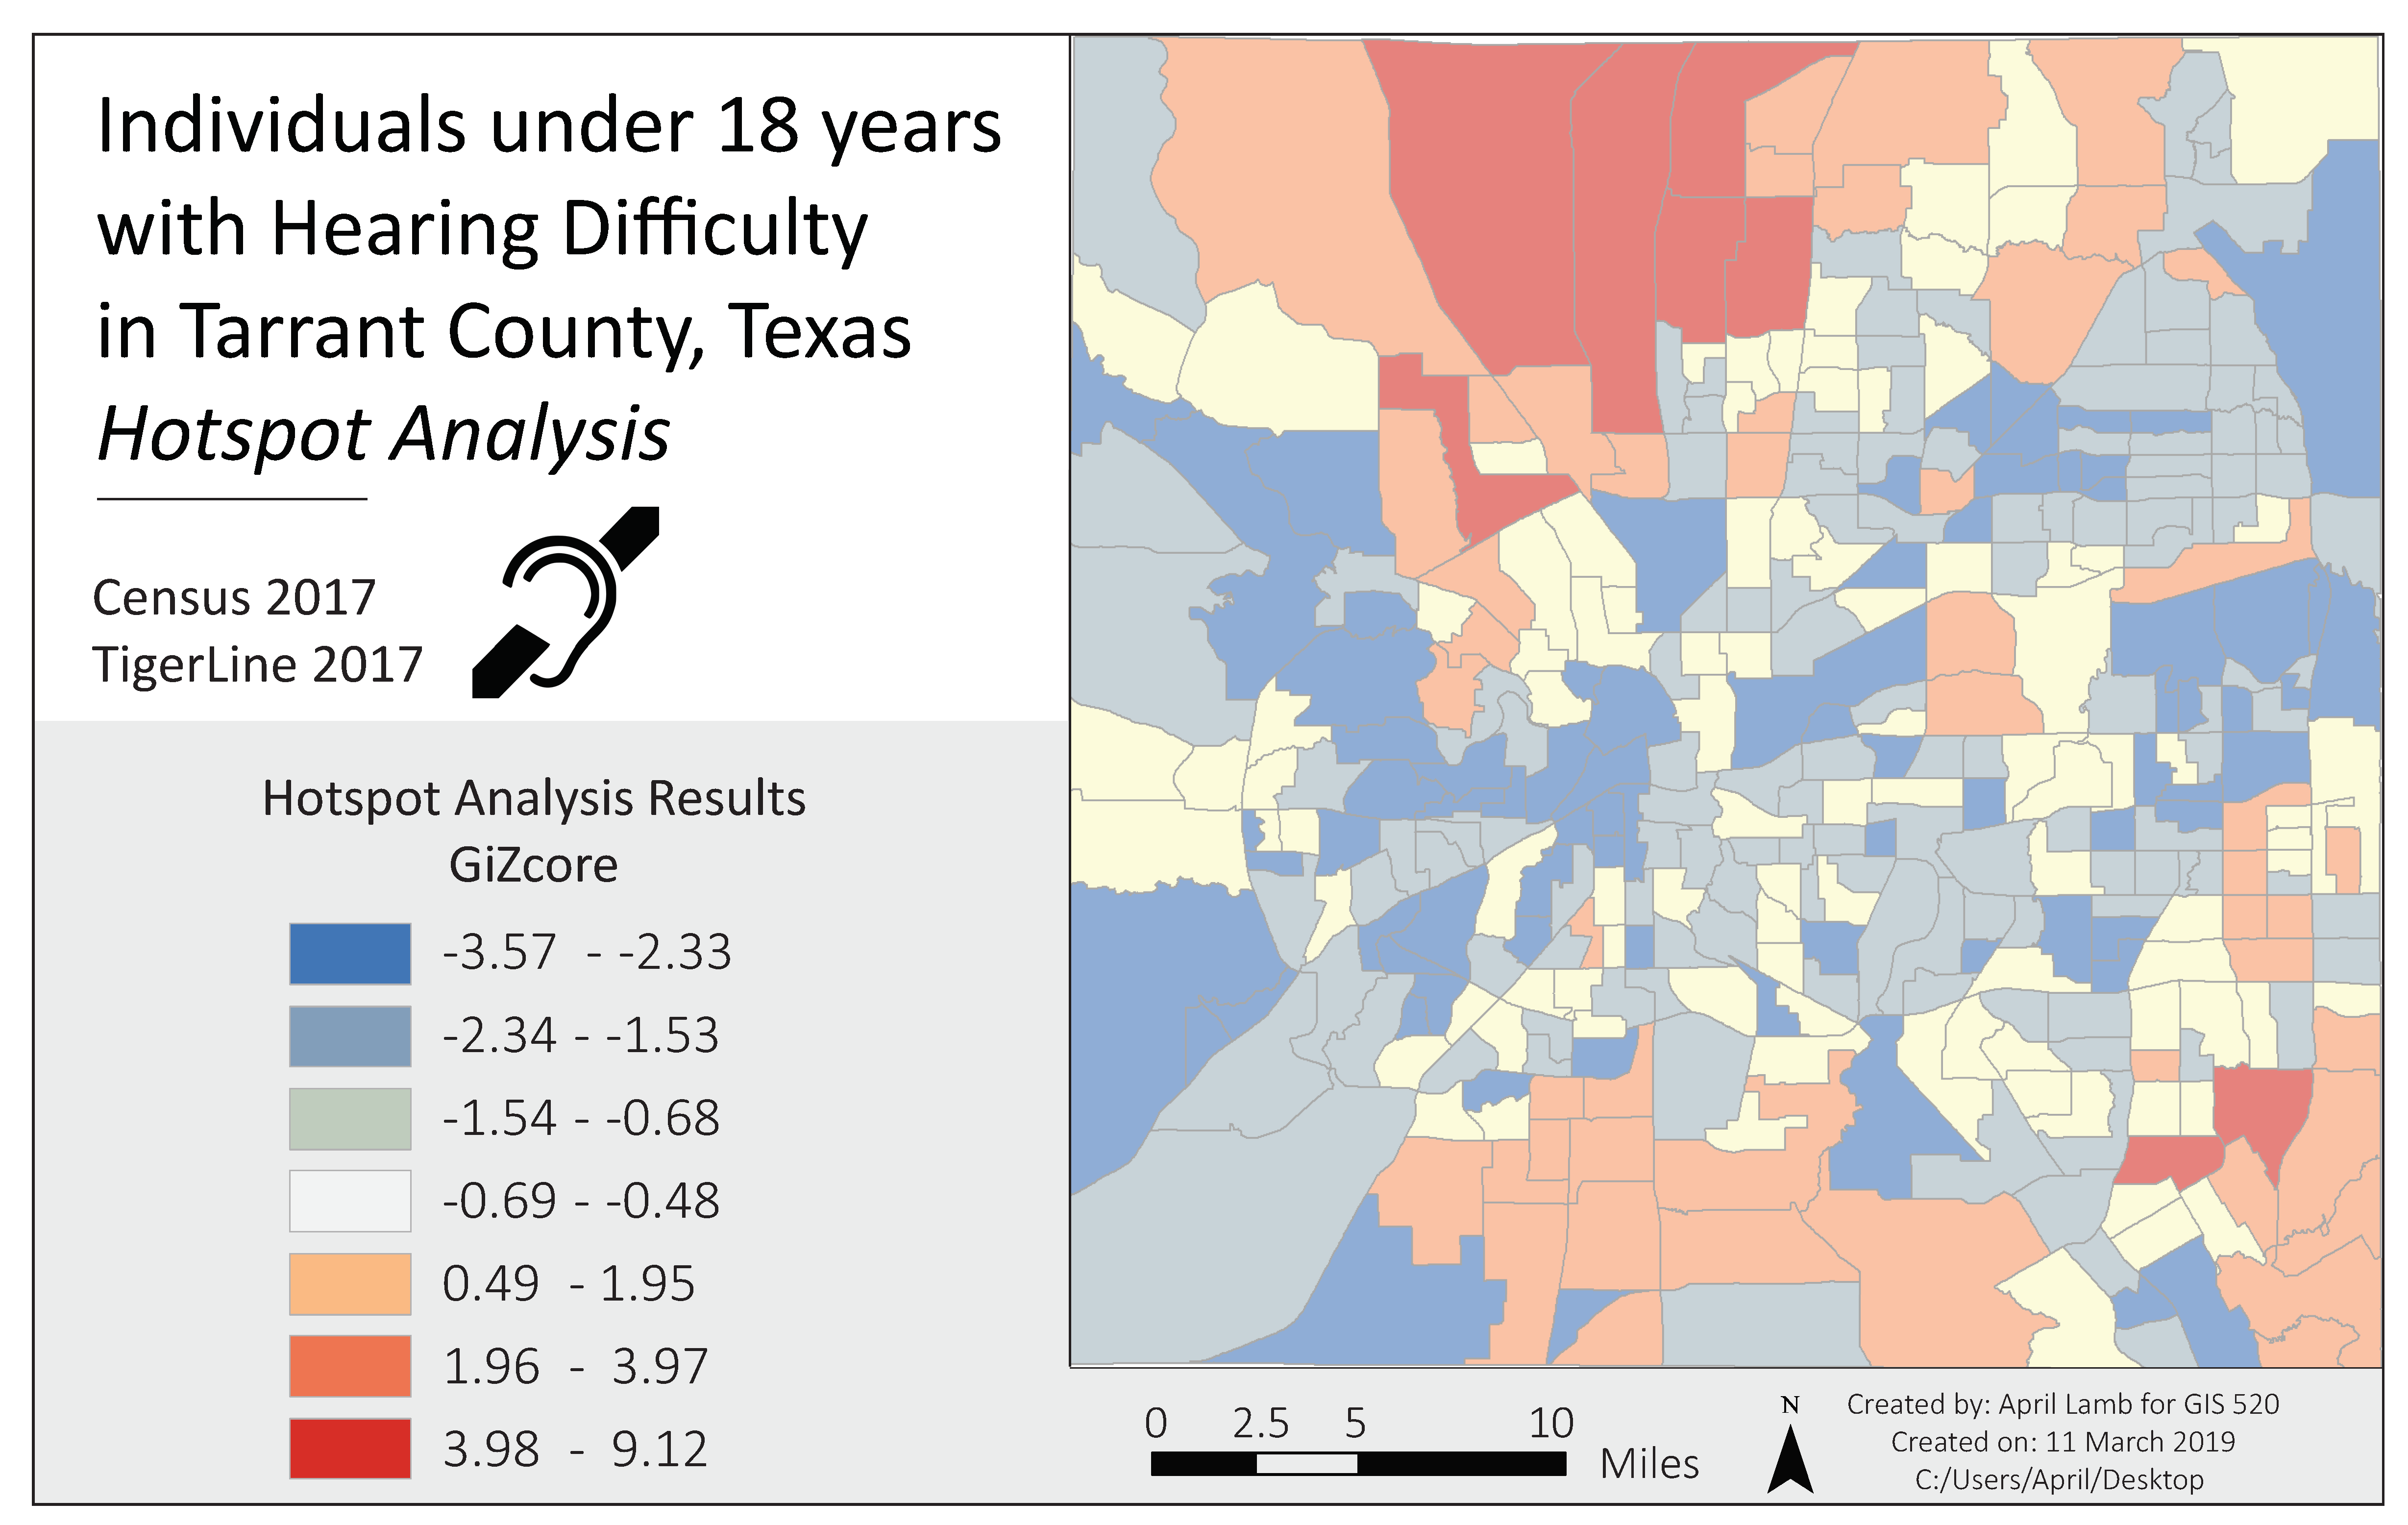 Individuals under 18 years
with Hearing Difficulty
in Tarrant County, Texas
Hotspot Analysis
Census 2017
TigerLine 2017
Hotspot Analysis Results
GiZcore
-3.57 - -2.33
-2.34 - -1.53
-1.54 - -0.68
-0.69 - -0.48
0.49 - 1.95
1.96 - 3.97
3.98 - 9.12
0 2.5 5 10
Miles
N
Created by: April Lamb for GIS 520
Created on: 11 March 2019
C:/Users/April/Desktop